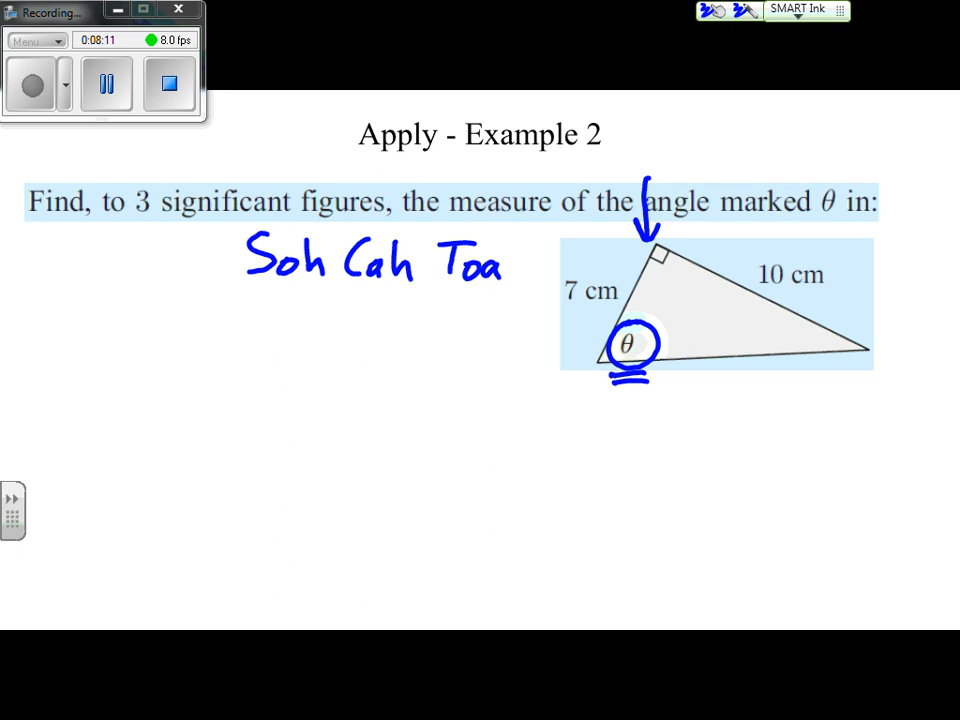 Recording...
SMART Ink
Menu
0:08:11
8.0 fps
Apply - Example 2
Find, to 3 significant figures, the measure of the angle marked θ in:
Soh Cah Toa
7 cm
10 cm
θ